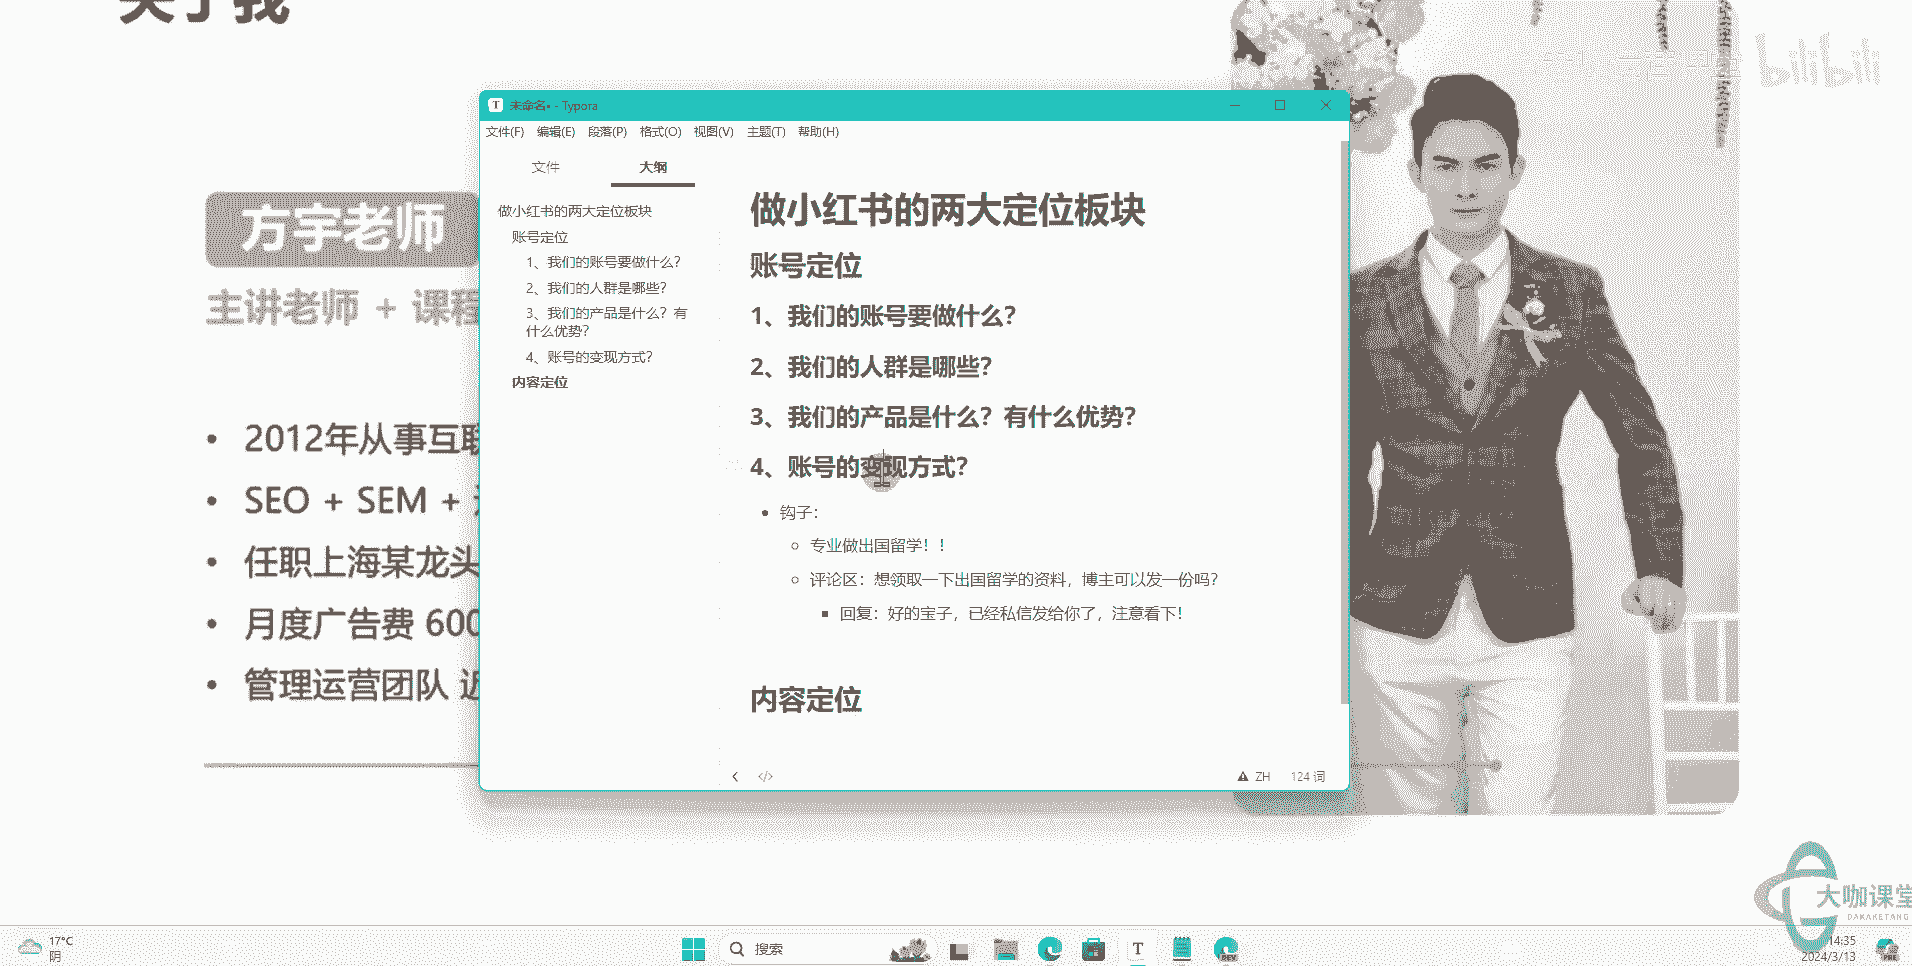 关于我
bilibili
方宇老师
主讲老师 + 课程
2012年从事互联
SEO + SEM +
任职上海某龙头
月度广告费 600
管理运营团队 近
未命名• - Typora
文件(F) 编辑(E) 段落(P) 格式(O) 视图(V) 主题(T) 帮助(H)
文件 大纲
做小红书的两大定位板块
账号定位
1、我们的账号要做什么？
2、我们的人群是哪些？
3、我们的产品是什么？有
什么优势？
4、账号的变现方式？
内容定位
做小红书的两大定位板块
账号定位
1、我们的账号要做什么？
2、我们的人群是哪些？
3、我们的产品是什么？有什么优势？
4、账号的变现方式？
钩子：
专业做出国留学！！
评论区：想领取一下出国留学的资料，博主可以发一份吗？
回复：好的宝子，已经私信发给你了，注意看下！
内容定位
ZH 124 词
大咖课堂
DAKAKETANG
17°C
阴
搜索
T
DEV
14:35
2024/3/13
PRE